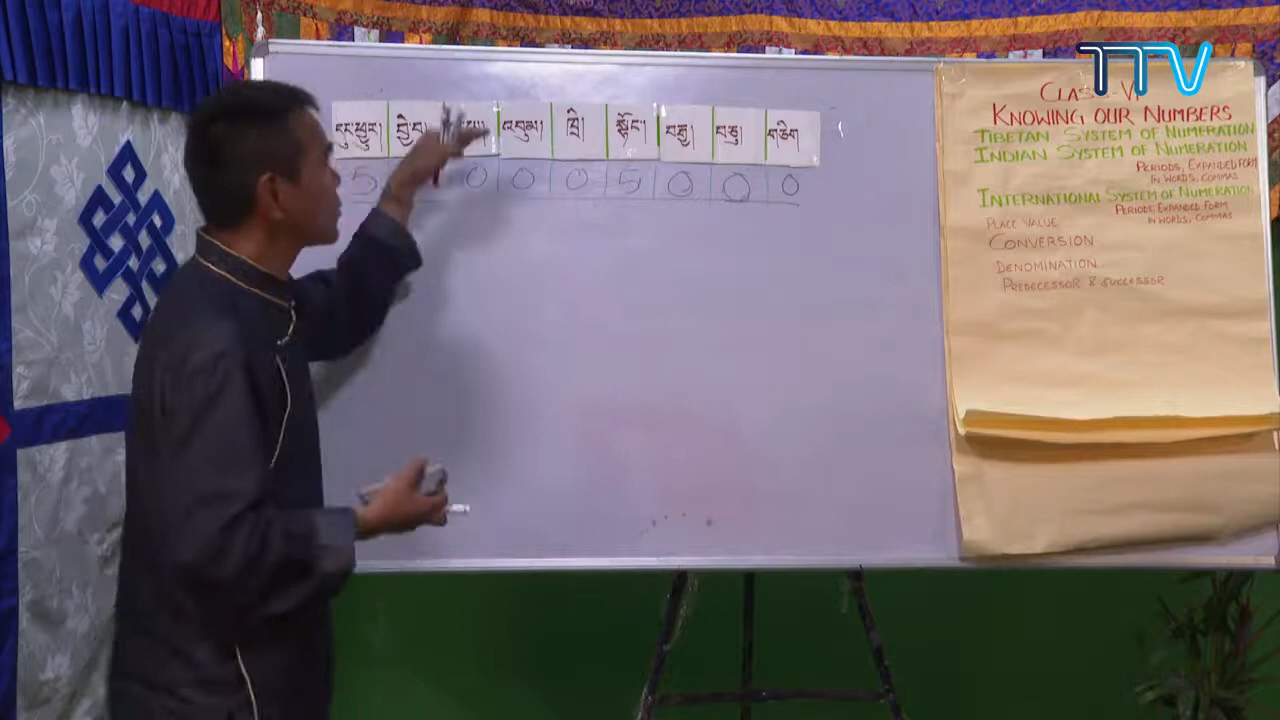 TTV
དུང་ཕྱུར། བྱེ་བ། འབུམ། ཁྲི། སྟོང་། བརྒྱ། བཅུ། གཅིག
5 0 0 0 5 0 0 0
KNOWING OUR NUMBERS
TIBETAN SYSTEM OF NUMERATION
INDIAN SYSTEM OF NUMERATION
PERIODS, EXPANDED FORM
IN WORDS, COMMAS
INTERNATIONAL SYSTEM OF NUMERATION
PERIODS, EXPANDED FORM
IN WORDS, COMMAS
PLACE VALUE
CONVERSION
DENOMINATION
PREDECESSOR & SUCCESSOR